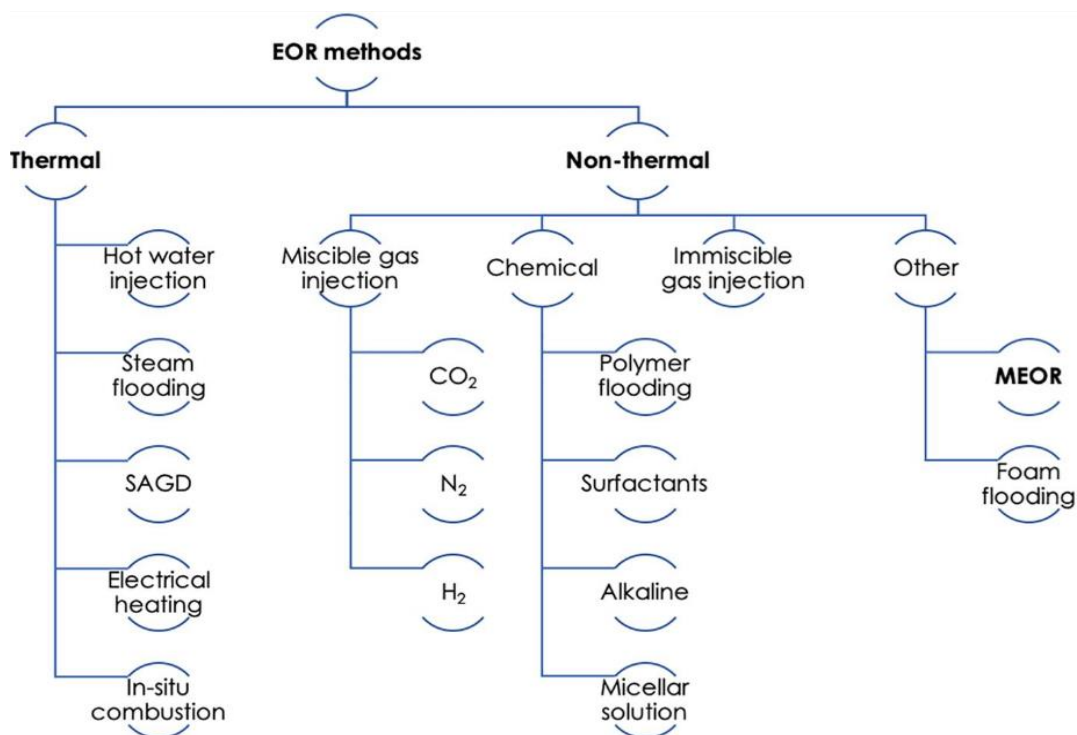 EOR methods
Thermal
Non-thermal
Hot water
injection
Steam
flooding
SAGD
Electrical
heating
In-situ
combustion
Miscible gas
injection
CO₂
N₂
H₂
Chemical
Polymer
flooding
Surfactants
Alkaline
Micellar
solution
Immiscible
gas injection
Other
MEOR
Foam
flooding